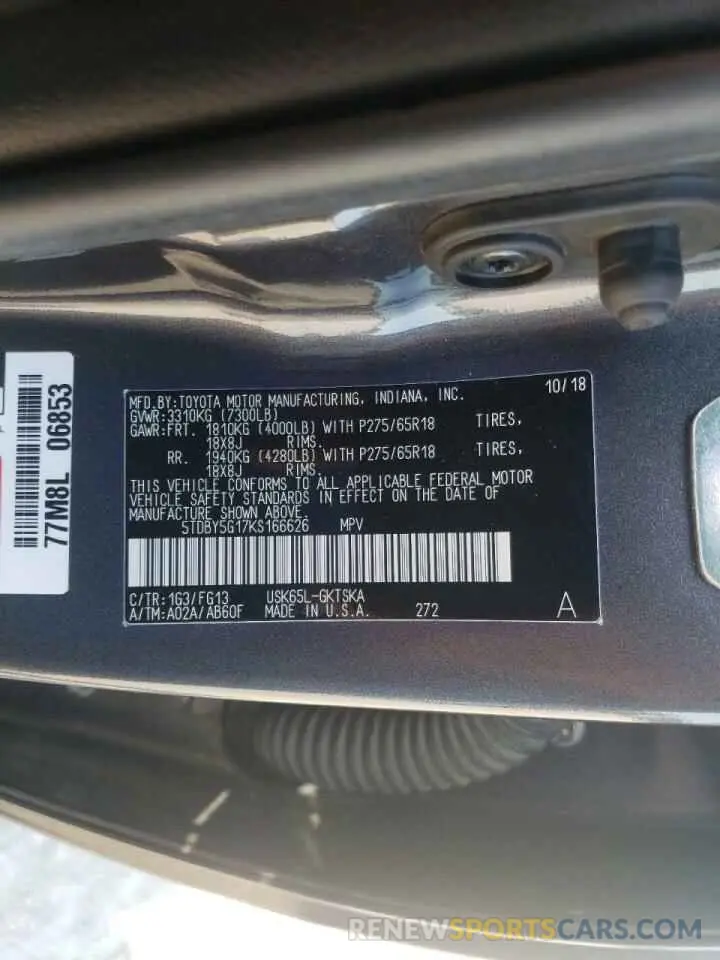 MFD.BY:TOYOTA MOTOR MANUFACTURING, INDIANA, INC. 10/18
GVWR:3310KG (7300LB)
GAWR:FRT. 1810KG (4000LB) WITH P275/65R18 TIRES,
18X8J RIMS.
RR. 1940KG (4280LB) WITH P275/65R18 TIRES,
18X8J RIMS.
THIS VEHICLE CONFORMS TO ALL APPLICABLE FEDERAL MOTOR
VEHICLE SAFETY STANDARDS IN EFFECT ON THE DATE OF
MANUFACTURE SHOWN ABOVE.
5TDBY5G17KS166626 MPV
C/TR:1G3/FG13 USK65L-GKTSKA
A/TM:A02A/AB60F MADE IN U.S.A. 272 A
77M8L 06853
RENEWSPORTSCARS.COM